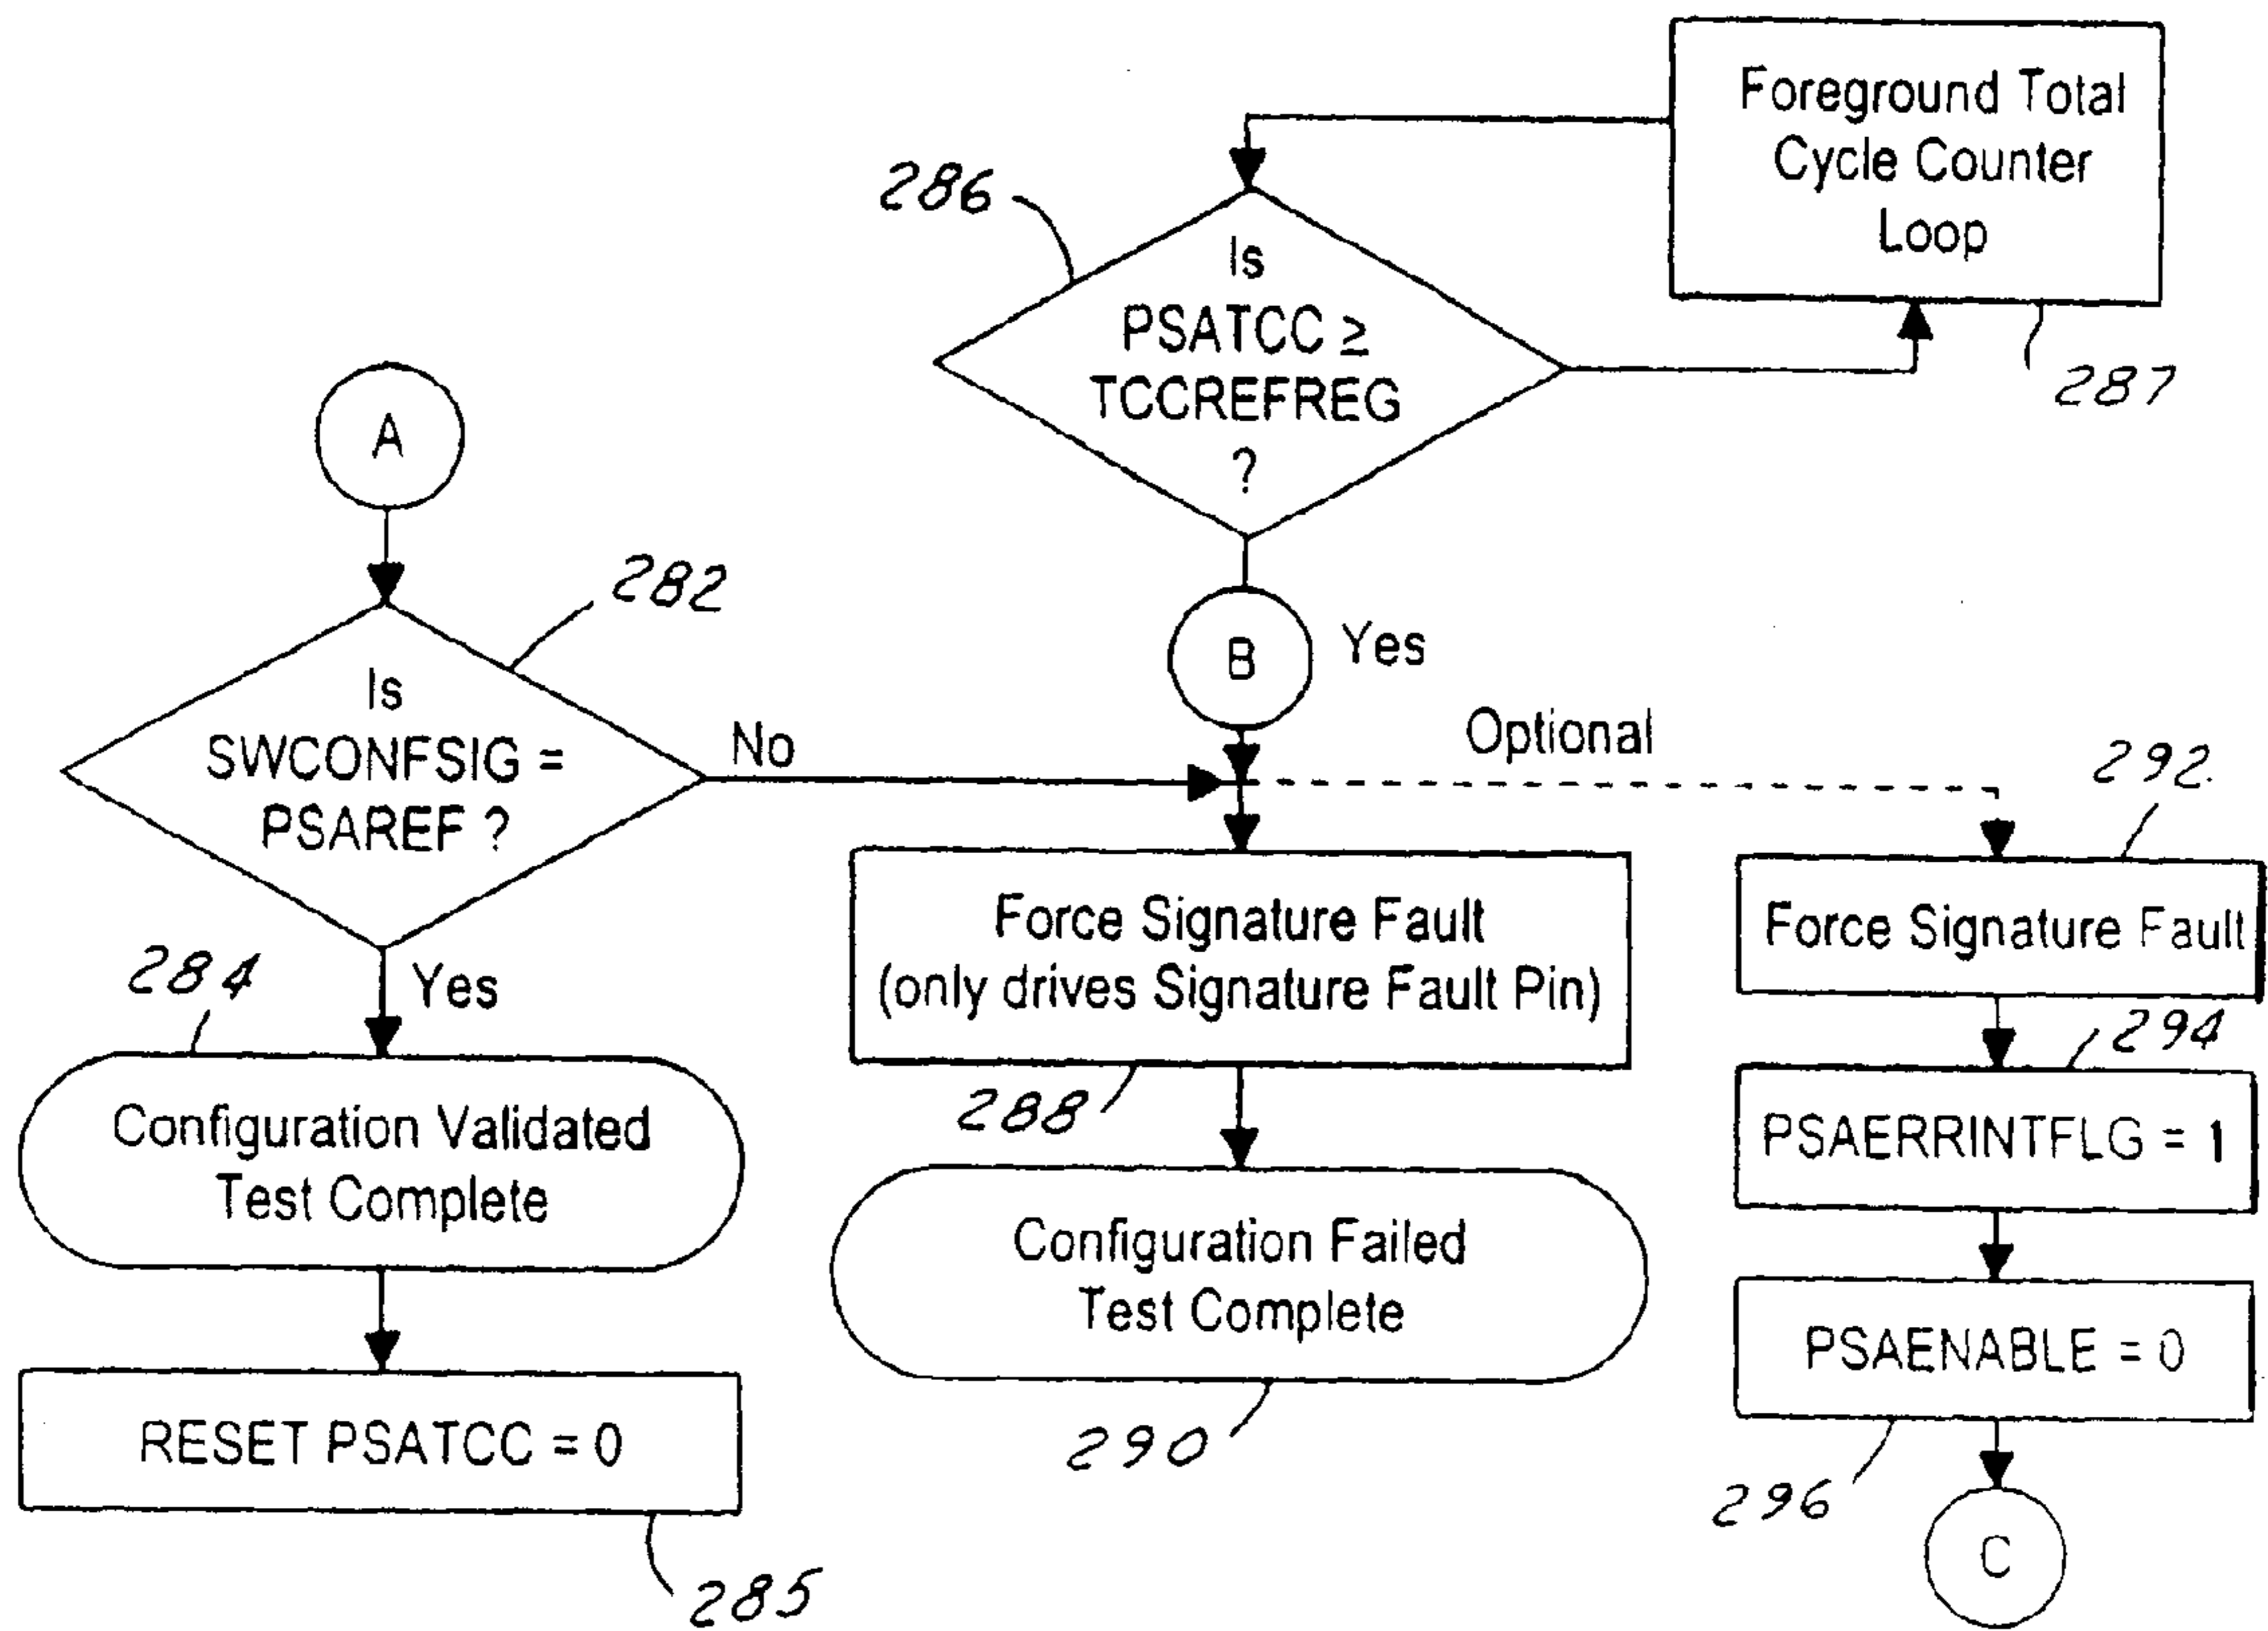 Foreground Total
Cycle Counter
Loop
287
286
Is
PSATCC ≥
TCCREFREG
?
A
282
Is
SWCONFSIG =
PSAREF ?
No
Yes
B
Yes
Optional
284
Configuration Validated
Test Complete
RESET PSATCC = 0
285
Force Signature Fault
(only drives Signature Fault Pin)
288
Configuration Failed
Test Complete
290
292
Force Signature Fault
294
PSAERRINTFLG = 1
PSAENABLE = 0
296
C